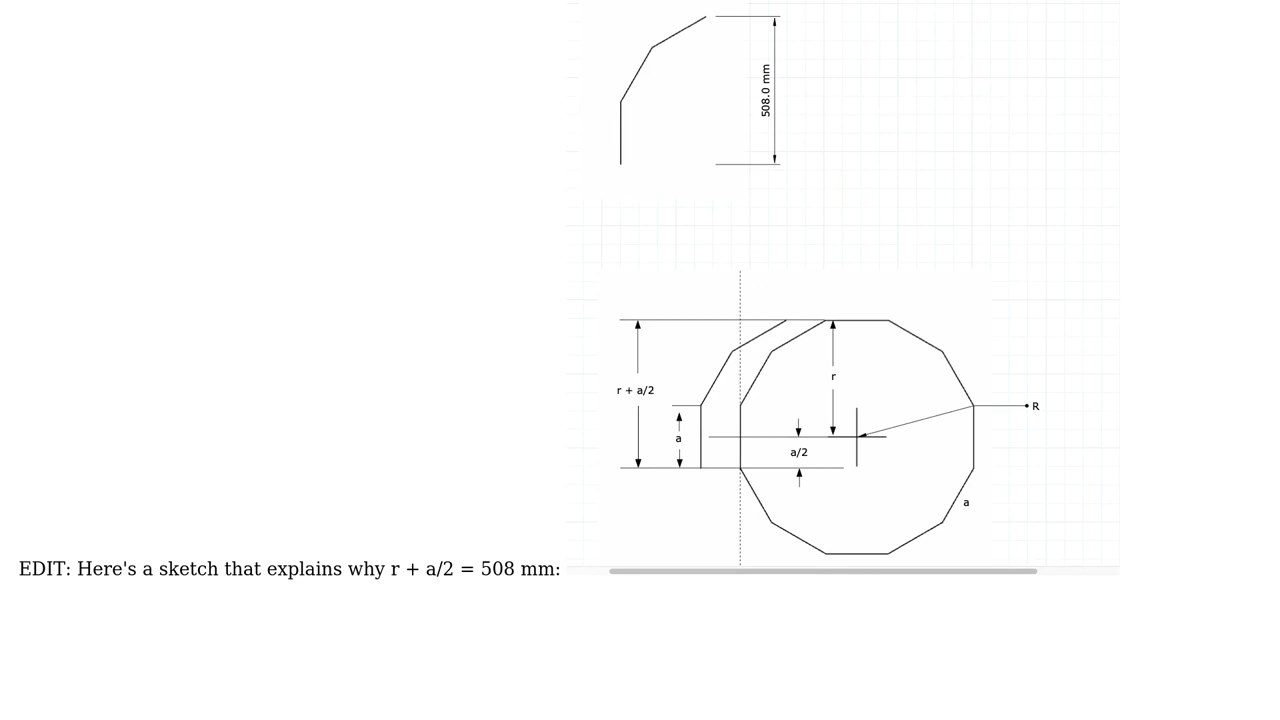 508.0 mm
r
r + a/2
R
a
a/2
a
EDIT: Here's a sketch that explains why r + a/2 = 508 mm: